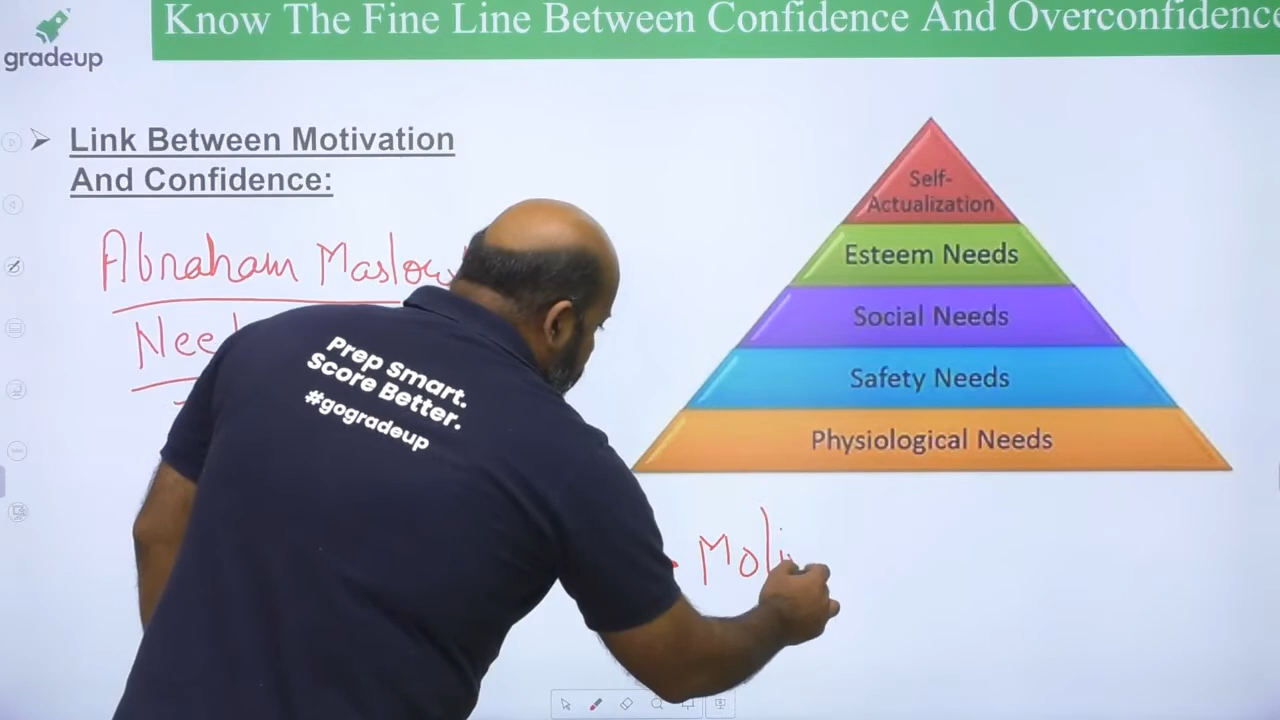 Know The Fine Line Between Confidence And Overconfidence
gradeup
Link Between Motivation
And Confidence:
Abraham Maslow
Self-
Actualization
Esteem Needs
Social Needs
Safety Needs
Physiological Needs
Prep Smart.
Score Better.
#gogradeup